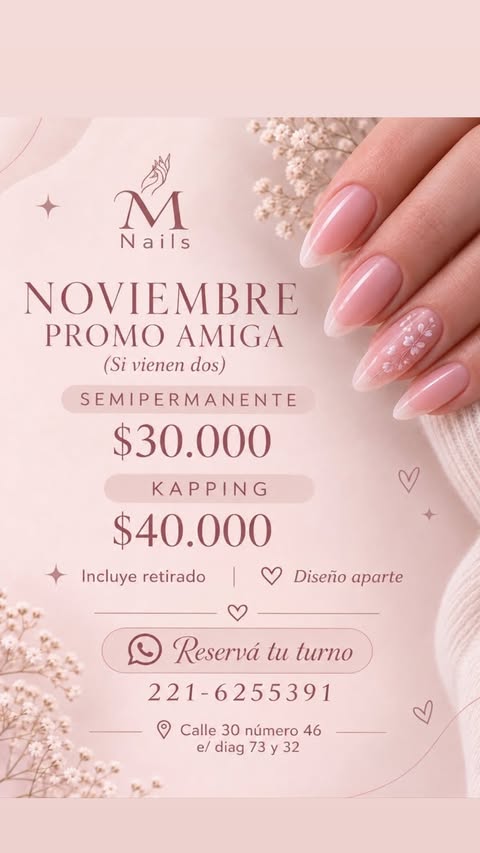 M
Nails
NOVIEMBRE
PROMO AMIGA
(Si vienen dos)
SEMIPERMANENTE
$30.000
KAPPING
$40.000
Incluye retirado | Diseño aparte
Reservá tu turno
221-6255391
Calle 30 número 46
e/ diag 73 y 32